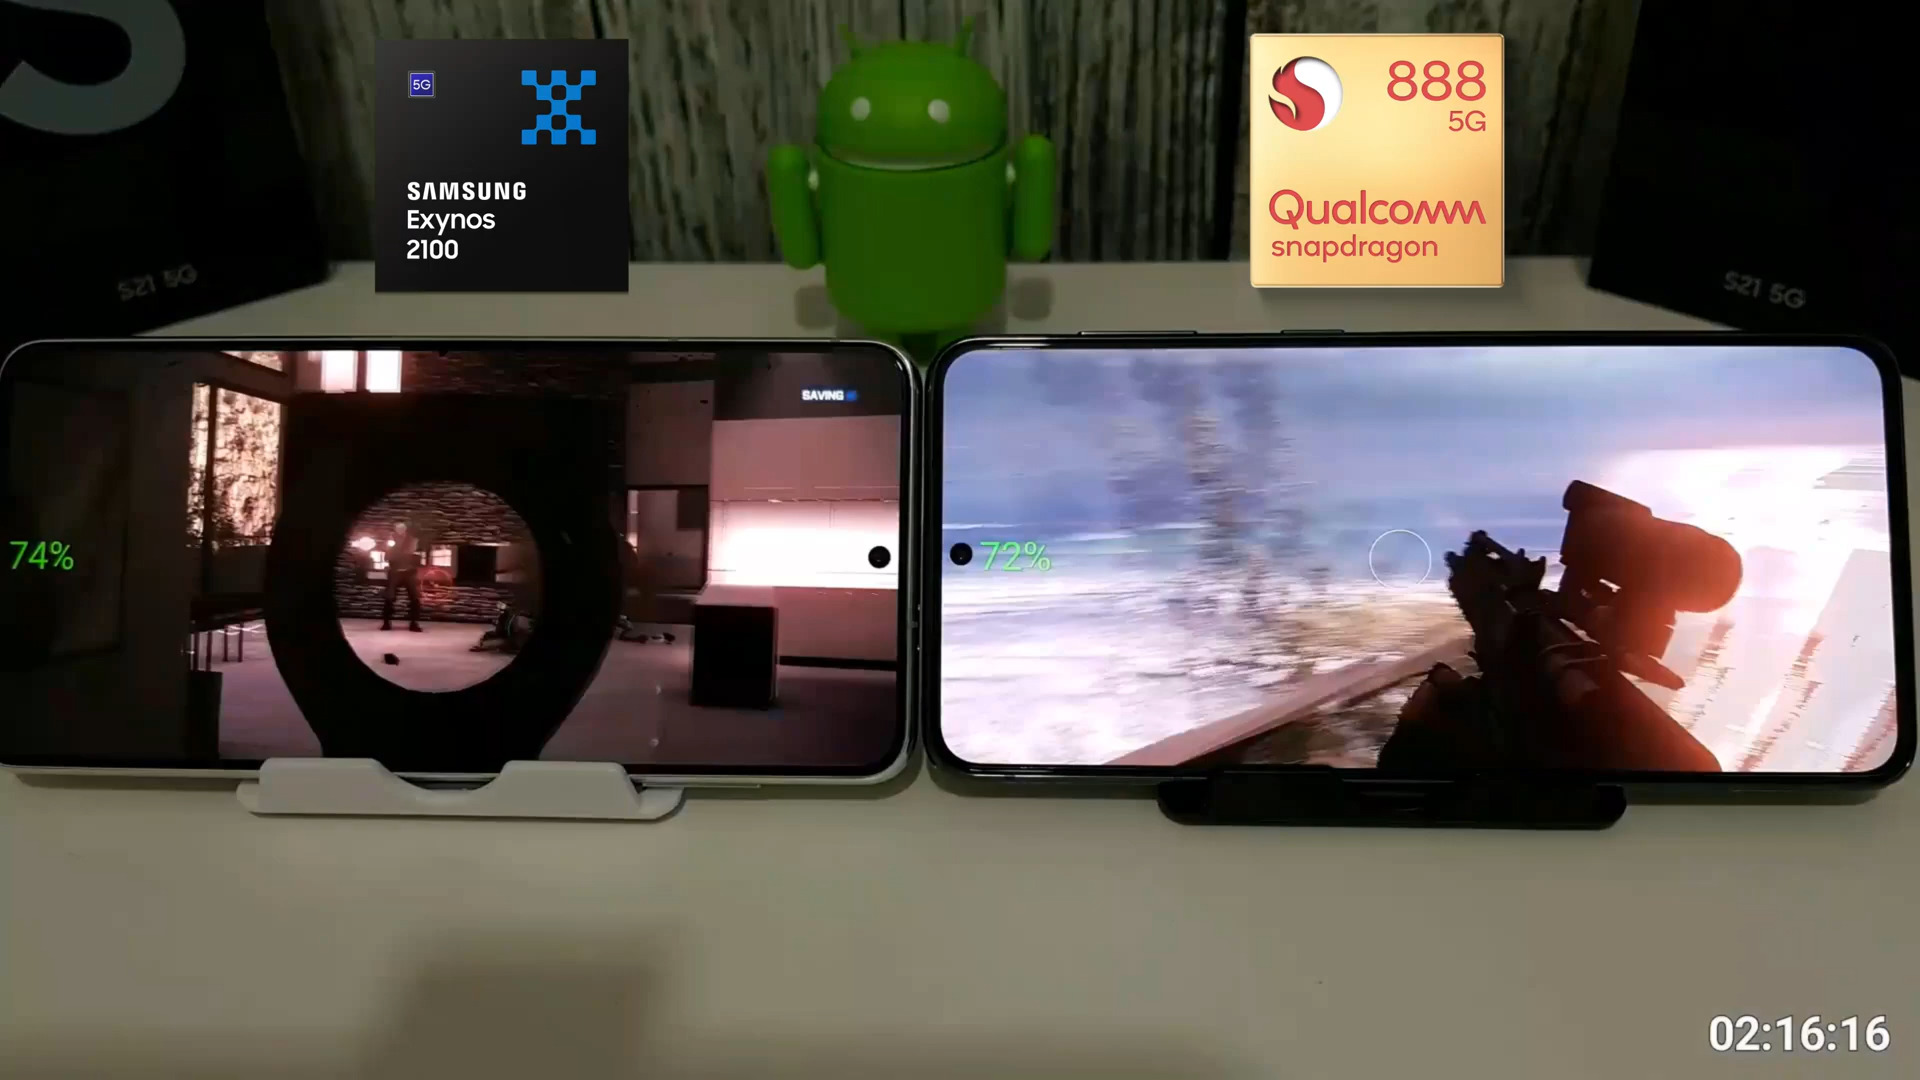 5G
SAMSUNG
Exynos
2100
888
5G
Qualcomm
snapdragon
S21 5G
S21 5G
SAVING
74%
72%
02:16:16